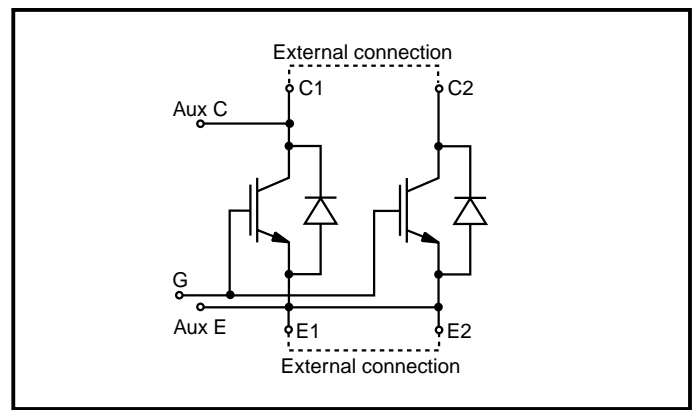 External connection
C1
C2
Aux C
G
Aux E
E1
E2
External connection